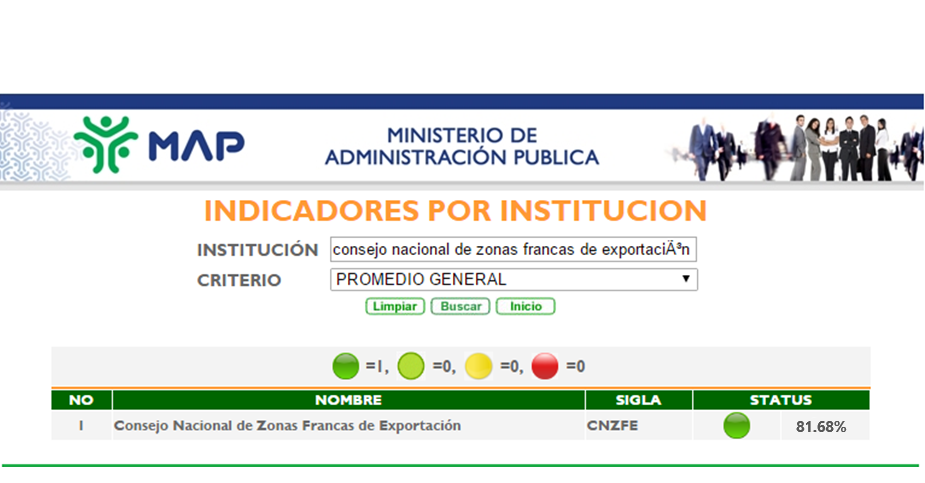 MAP
MINISTERIO DE
ADMINISTRACIÓN PUBLICA
INDICADORES POR INSTITUCION
INSTITUCIÓN consejo nacional de zonas francas de exportaciÃ³n
CRITERIO PROMEDIO GENERAL
Limpiar Buscar Inicio
=1, =0, =0, =0
NO NOMBRE SIGLA STATUS
1 Consejo Nacional de Zonas Francas de Exportación CNZFE 81.68%